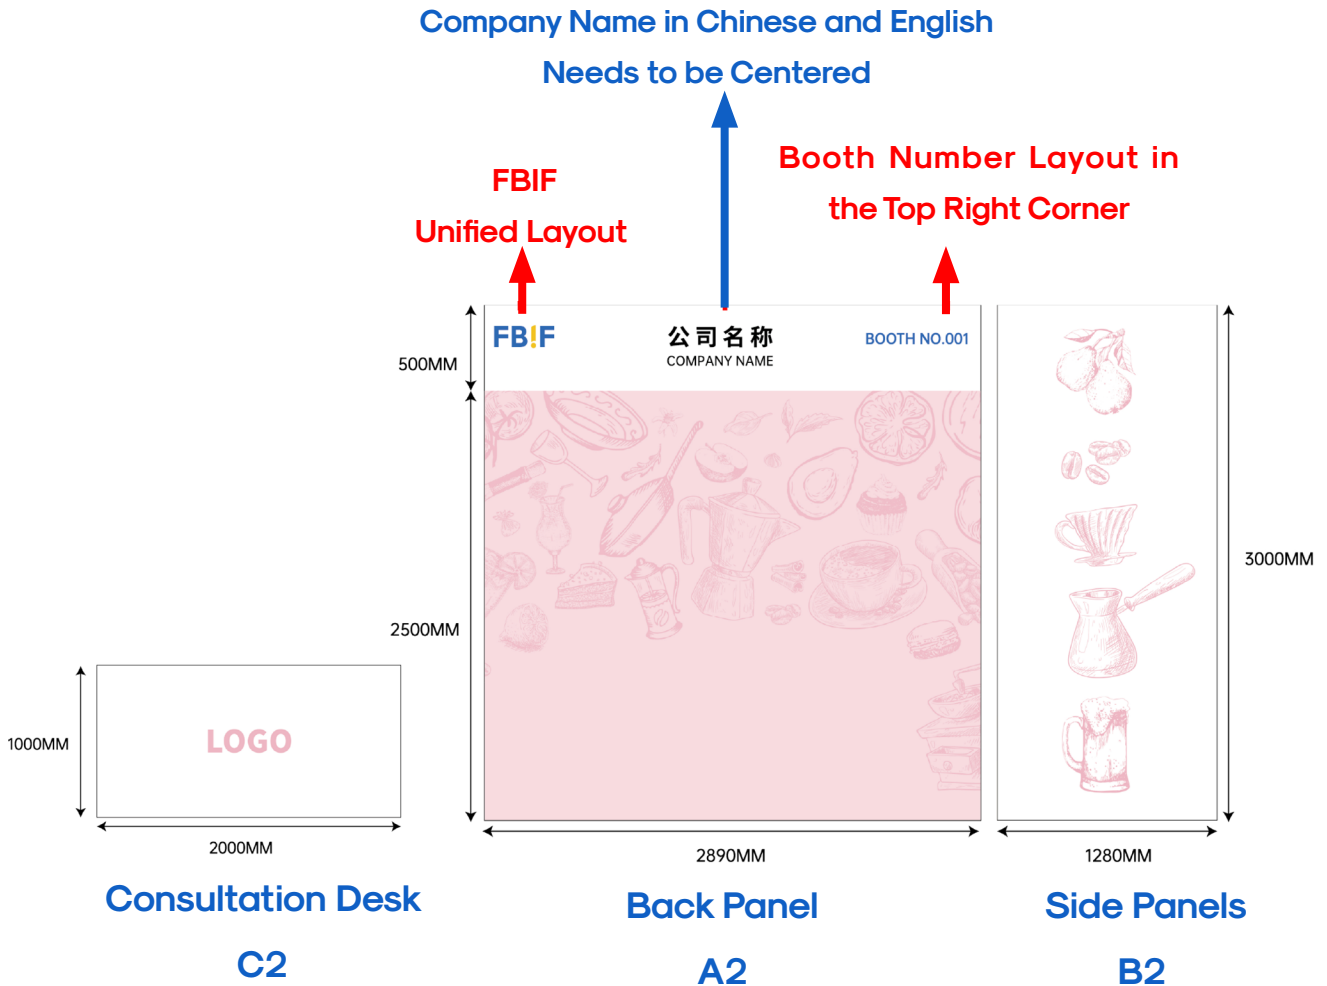 Company Name in Chinese and English
Needs to be Centered
Booth Number Layout in
the Top Right Corner
FBIF
Unified Layout
FB!F
公司名称
COMPANY NAME
BOOTH NO.001
500MM
2500MM
3000MM
1000MM
LOGO
2000MM
2890MM
1280MM
Consultation Desk
C2
Back Panel
A2
Side Panels
B2